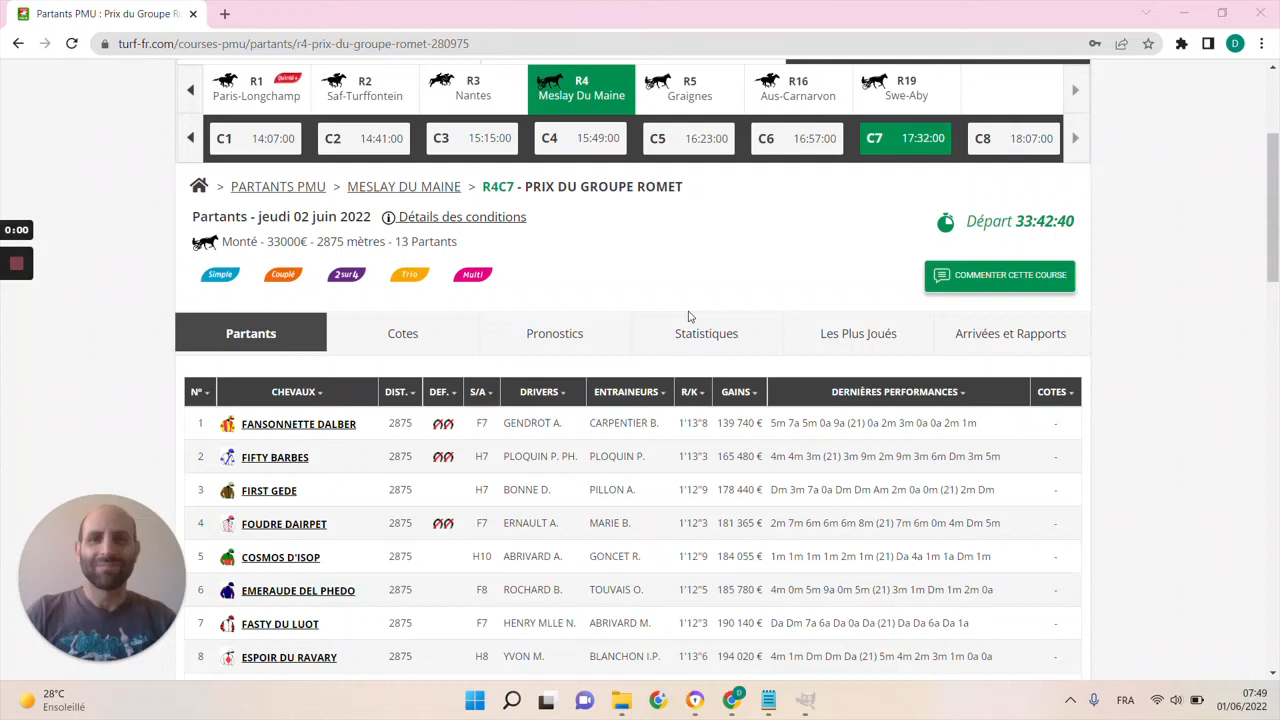 Partants PMU : Prix du Groupe R
turf-fr.com/courses-pmu/partants/r4-prix-du-groupe-romet-280975
D
R1 Quinté+ R2 R3 R4 R5 R16 R19
Paris-Longchamp Saf-Turffontein Nantes Meslay Du Maine Graignes Aus-Carnarvon Swe-Aby
C1 14:07:00 C2 14:41:00 C3 15:15:00 C4 15:49:00 C5 16:23:00 C6 16:57:00 C7 17:32:00 C8 18:07:00
> PARTANTS PMU > MESLAY DU MAINE > R4C7 - PRIX DU GROUPE ROMET
Partants - jeudi 02 juin 2022 Détails des conditions
Départ 33:42:40
0:00
Monté - 33000€ - 2875 mètres - 13 Partants
Simple Couplé 2sur4 Trio Multi
COMMENTER CETTE COURSE
Partants Cotes Pronostics Statistiques Les Plus Joués Arrivées et Rapports
N° CHEVAUX DIST. DEF. S/A DRIVERS ENTRAINEURS R/K GAINS DERNIÈRES PERFORMANCES COTES
1 FANSONNETTE DALBER 2875 F7 GENDROT A. CARPENTIER B. 1'13"8 139 740 € 5m 7a 5m 0a 9a (21) 0a 2m 3m 0a 0a 2m 1m -
2 FIFTY BARBES 2875 H7 PLOQUIN P. PH. PLOQUIN P. 1'13"3 165 480 € 4m 4m 3m (21) 3m 9m 2m 9m 3m 6m Dm 3m 5m -
3 FIRST GEDE 2875 H7 BONNE D. PILLON A. 1'12"9 178 440 € Dm 3m 7a 0a Dm Dm Am 2m 0a 0m (21) 2m Dm -
4 FOUDRE DAIRPET 2875 F7 ERNAULT A. MARIE B. 1'12"3 181 365 € 2m 7m 6m 6m 6m 8m (21) 7m 6m 0m 4m Dm 5m -
5 COSMOS D'ISOP 2875 H10 ABRIVARD A. GONCET R. 1'12"9 184 055 € 1m 1m 1m 1m 2m 1m (21) Da 4a 1m 1a Dm 1m -
6 EMERAUDE DEL PHEDO 2875 F8 ROCHARD B. TOUVAIS O. 1'12"5 185 780 € 4m 0m 5m 9a 0m 5m (21) 3m 1m Dm 1m 2m 0a -
7 FASTY DU LUOT 2875 F7 HENRY MLLE N. ABRIVARD M. 1'12"3 190 140 € Da Dm 7a 6a Da 0a Da (21) Da Da 6a Da 1a -
8 ESPOIR DU RAVARY 2875 H8 YVON M. BLANCHON J.P. 1'13"6 194 020 € 4m 1m Dm Dm Da (21) 5m 4m 2m 3m 1m 0a 0a -
28°C
Ensoleillé
D
FRA
07:49
01/06/2022